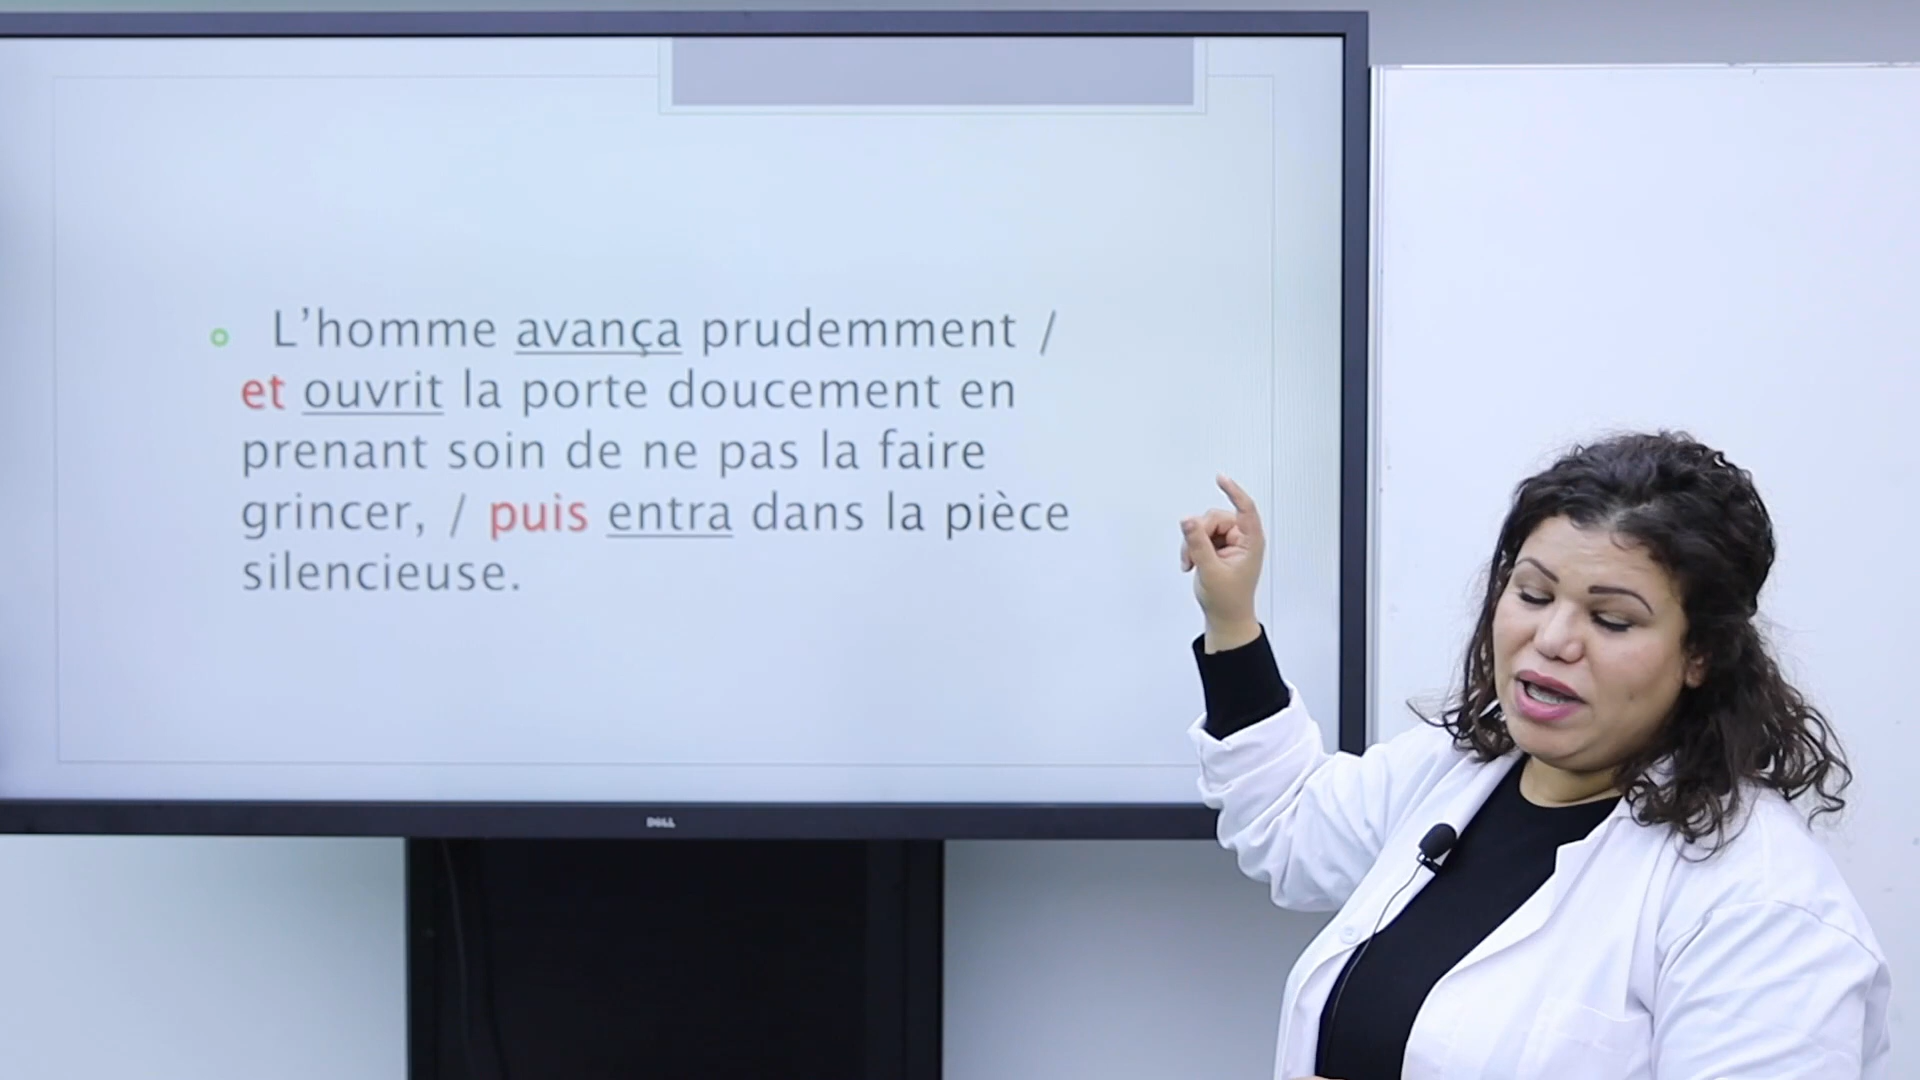 L'homme avança prudemment /
et ouvrit la porte doucement en
prenant soin de ne pas la faire
grincer, / puis entra dans la pièce
silencieuse.
DELL